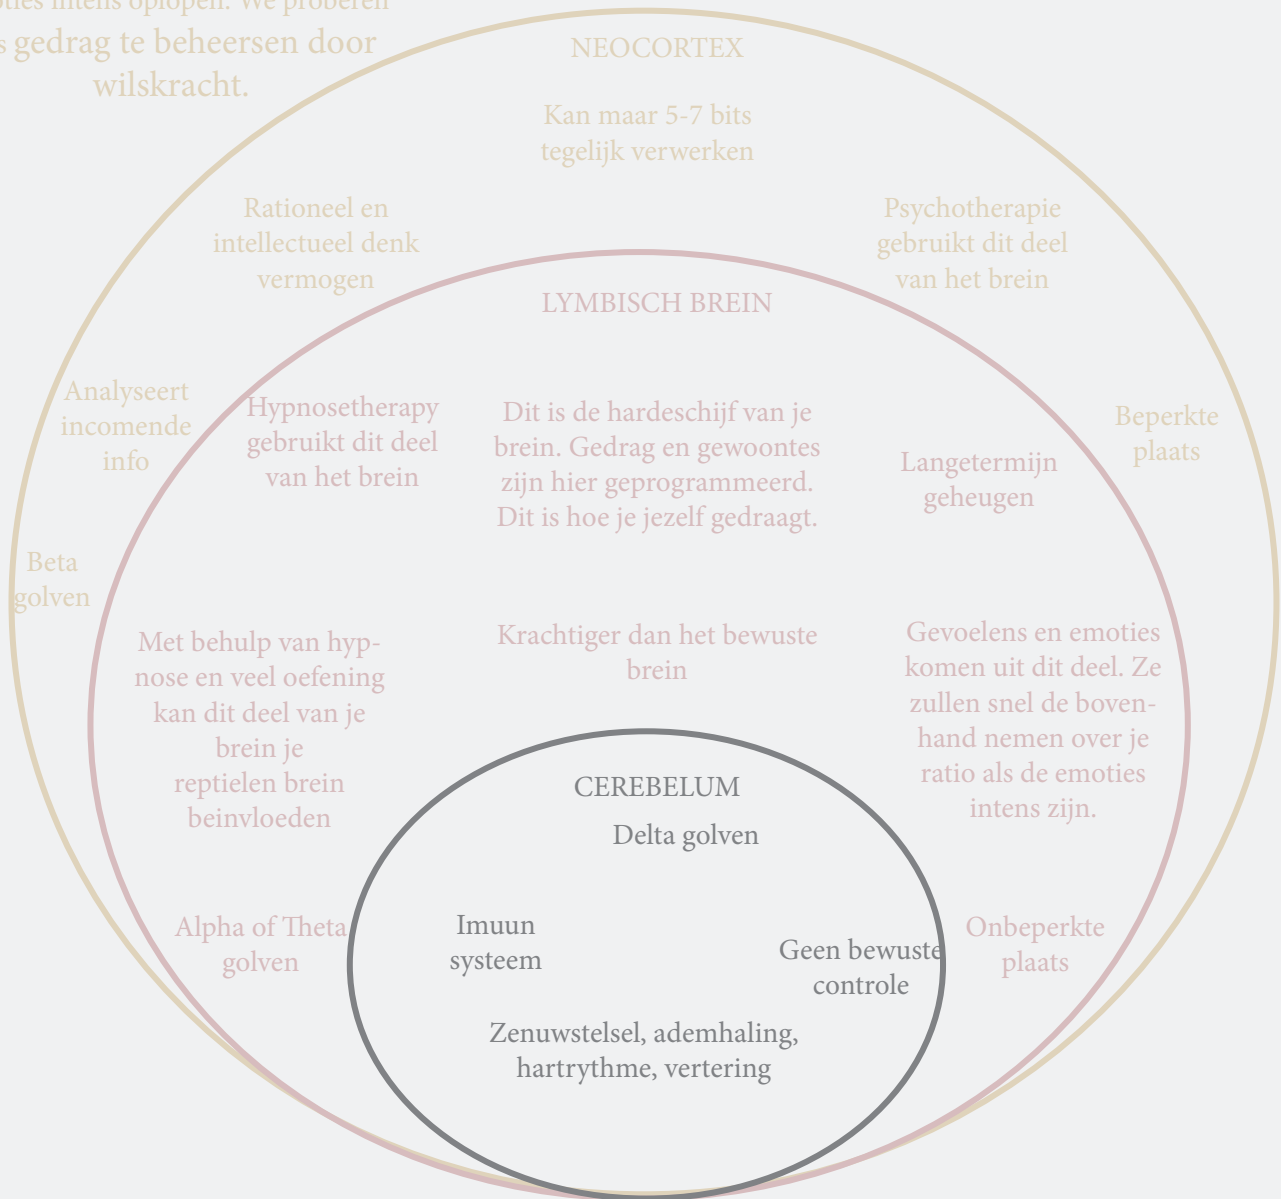 intens oplopen. We proberen
gedrag te beheersen door
wilskracht.
NEOCORTEX
Kan maar 5-7 bits
tegelijk verwerken
Rationeel en
intellectueel denk
vermogen
Psychotherapie
gebruikt dit deel
van het brein
LYMBISCH BREIN
Analyseert
incomende
info
Hypnosetherapy
gebruikt dit deel
van het brein
Dit is de hardeschijf van je
brein. Gedrag en gewoontes
zijn hier geprogrammeerd.
Dit is hoe je jezelf gedraagt.
Langetermijn
geheugen
Beperkte
plaats
Beta
golven
Met behulp van hyp-
nose en veel oefening
kan dit deel van je
brein je
reptielen brein
beinvloeden
Krachtiger dan het bewuste
brein
Gevoelens en emoties
komen uit dit deel. Ze
zullen snel de boven-
hand nemen over je
ratio als de emoties
intens zijn.
CEREBELUM
Delta golven
Alpha of Theta
golven
Imuun
systeem
Geen bewuste
controle
Onbeperkte
plaats
Zenuwstelsel, ademhaling,
hartrythme, vertering